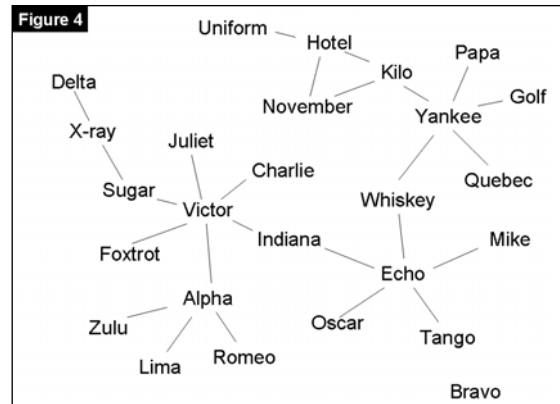 Figure 4
Uniform
Hotel
Papa
Kilo
Delta
Golf
November
Yankee
X-ray
Juliet
Charlie
Quebec
Sugar
Whiskey
Victor
Indiana
Mike
Foxtrot
Echo
Alpha
Oscar
Zulu
Tango
Romeo
Lima
Bravo